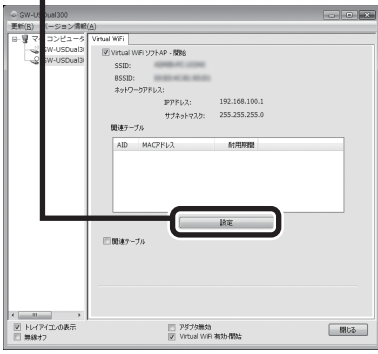 GW-USDual300
更新(R) バージョン情報(A)
マイ コンピュータ
GW-USDual3
GW-USDual3
Virtual WiFi
Virtual WiFi ソフトAP - 開始
SSID:
BSSID:
ネットワークアドレス:
IPアドレス: 192.168.100.1
サブネットマスク: 255.255.255.0
関連テーブル
AID MACアドレス 耐用期間
設定
関連テーブル
トレイアイコンの表示
無線オフ
アダプタ無効
Virtual WiFi 有効-開始
閉じる